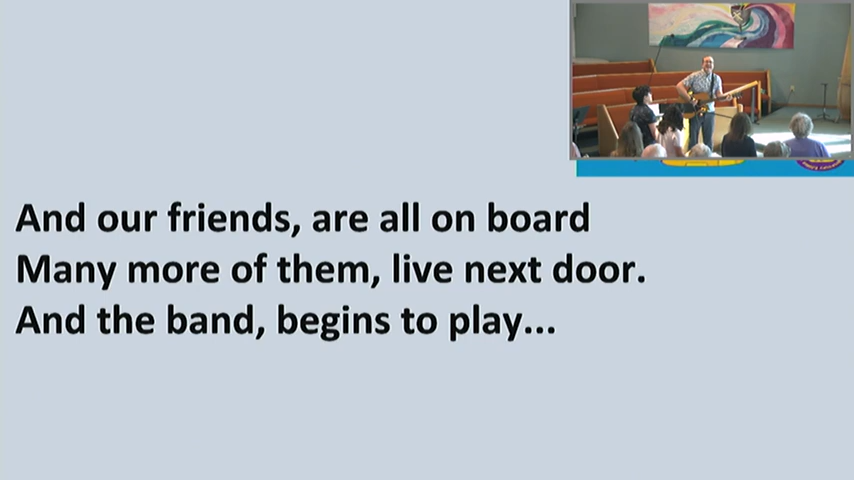 And our friends, are all on board
Many more of them, live next door.
And the band, begins to play...